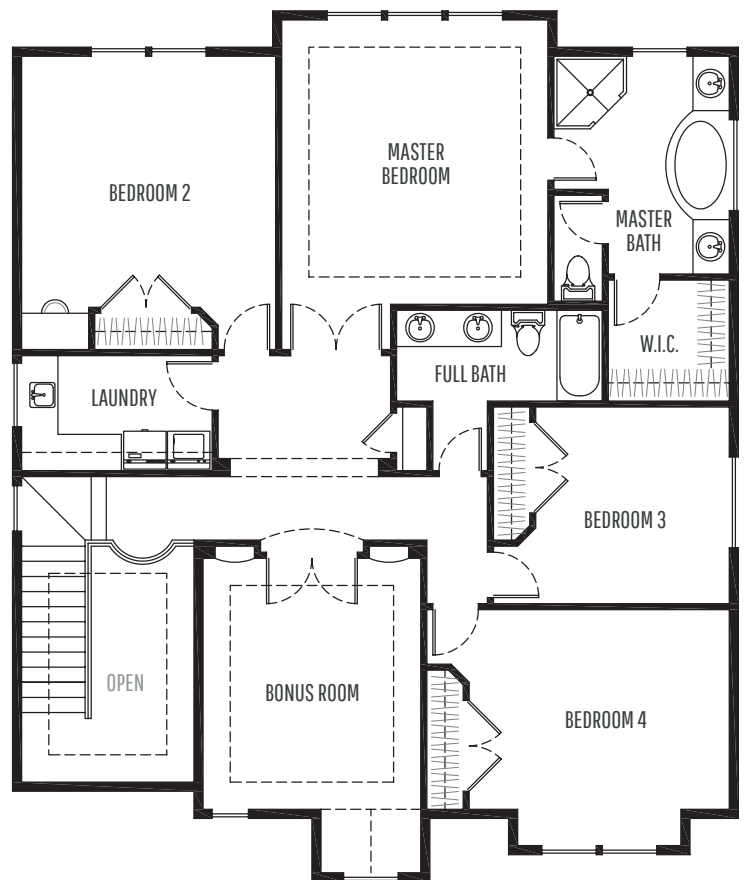 MASTER
BEDROOM
BEDROOM 2
MASTER
BATH
W.I.C.
FULL BATH
LAUNDRY
BEDROOM 3
OPEN
BONUS ROOM
BEDROOM 4